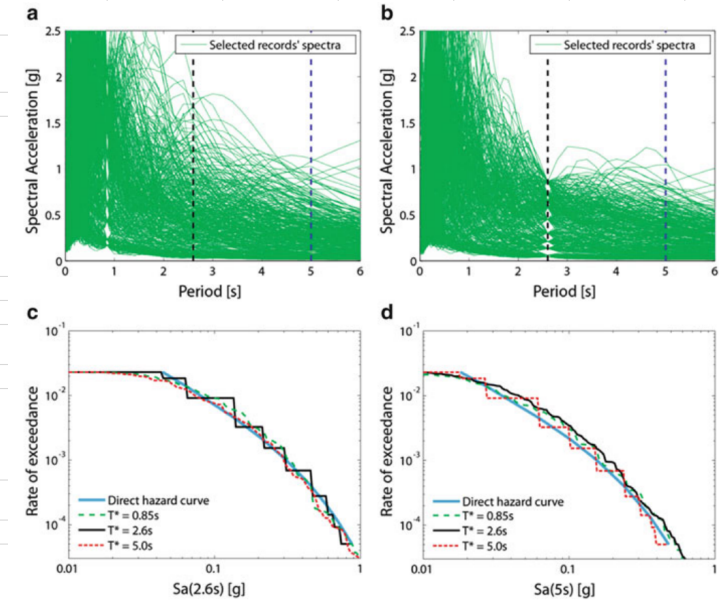 a
b
2.5
2
1.5
1
0.5
0
Spectral Acceleration [g]
Selected records' spectra
0 1 2 3 4 5 6
Period [s]
2.5
2
1.5
1
0.5
0
Spectral Acceleration [g]
Selected records' spectra
0 1 2 3 4 5 6
Period [s]
c
d
10-1
10-2
10-3
10-4
Rate of exceedance
Direct hazard curve
T* = 0.85s
T* = 2.6s
T* = 5.0s
0.01 0.1 1
Sa(2.6s) [g]
10-1
10-2
10-3
10-4
Rate of exceedance
Direct hazard curve
T* = 0.85s
T* = 2.6s
T* = 5.0s
0.01 0.1 1
Sa(5s) [g]